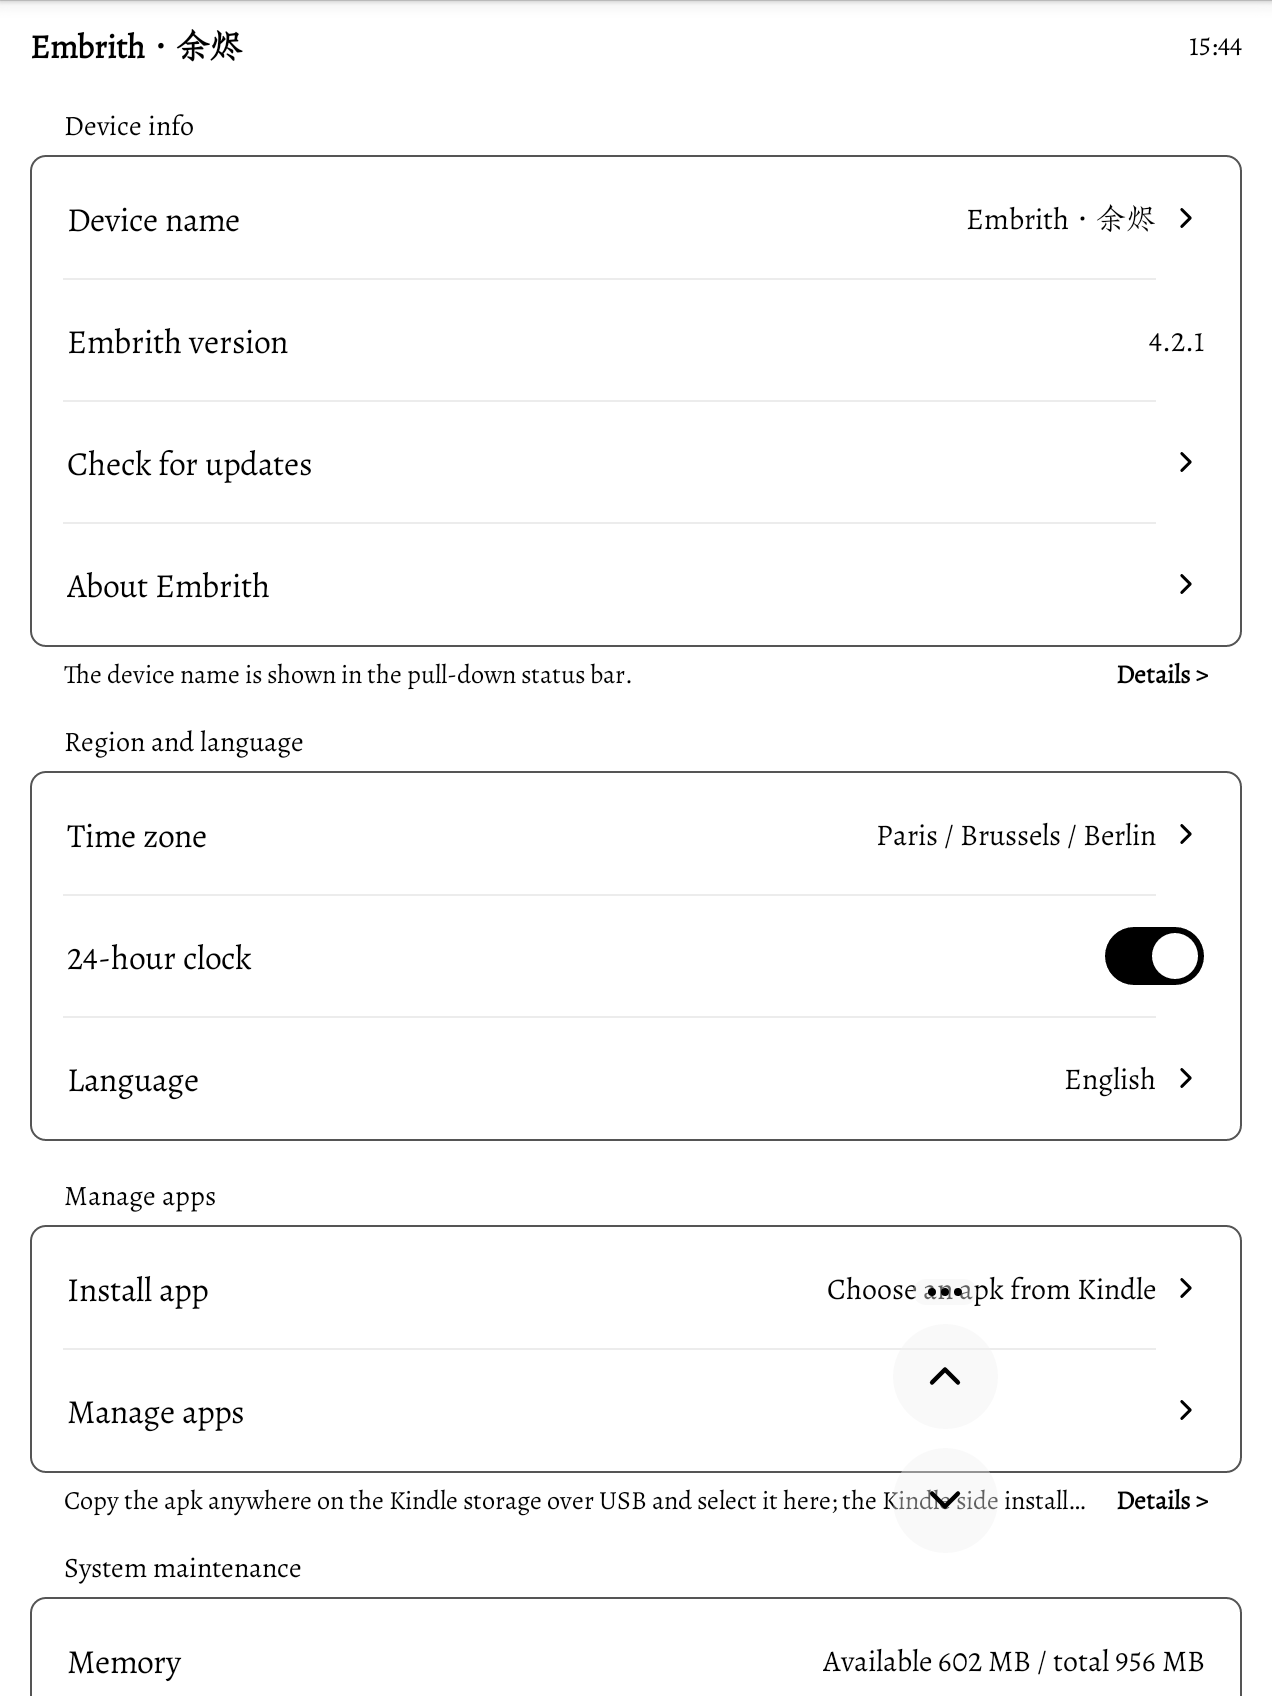 Embrith · 余烬
15:44
Device info
Device name
Embrith · 余烬
Embrith version
4.2.1
Check for updates
About Embrith
The device name is shown in the pull-down status bar.
Details >
Region and language
Time zone
Paris / Brussels / Berlin
24-hour clock
Language
English
Manage apps
Install app
Choose an apk from Kindle
Manage apps
Copy the apk anywhere on the Kindle storage over USB and select it here; the Kindle side install...
Details >
System maintenance
Memory
Available 602 MB / total 956 MB